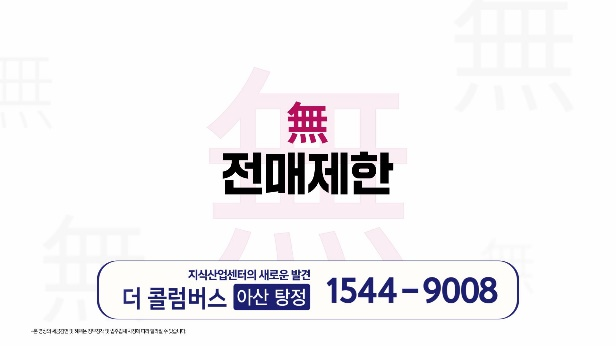 無
전매제한
지식산업센터의 새로운 발견
더 콜럼버스 아산 탕정 1544-9008